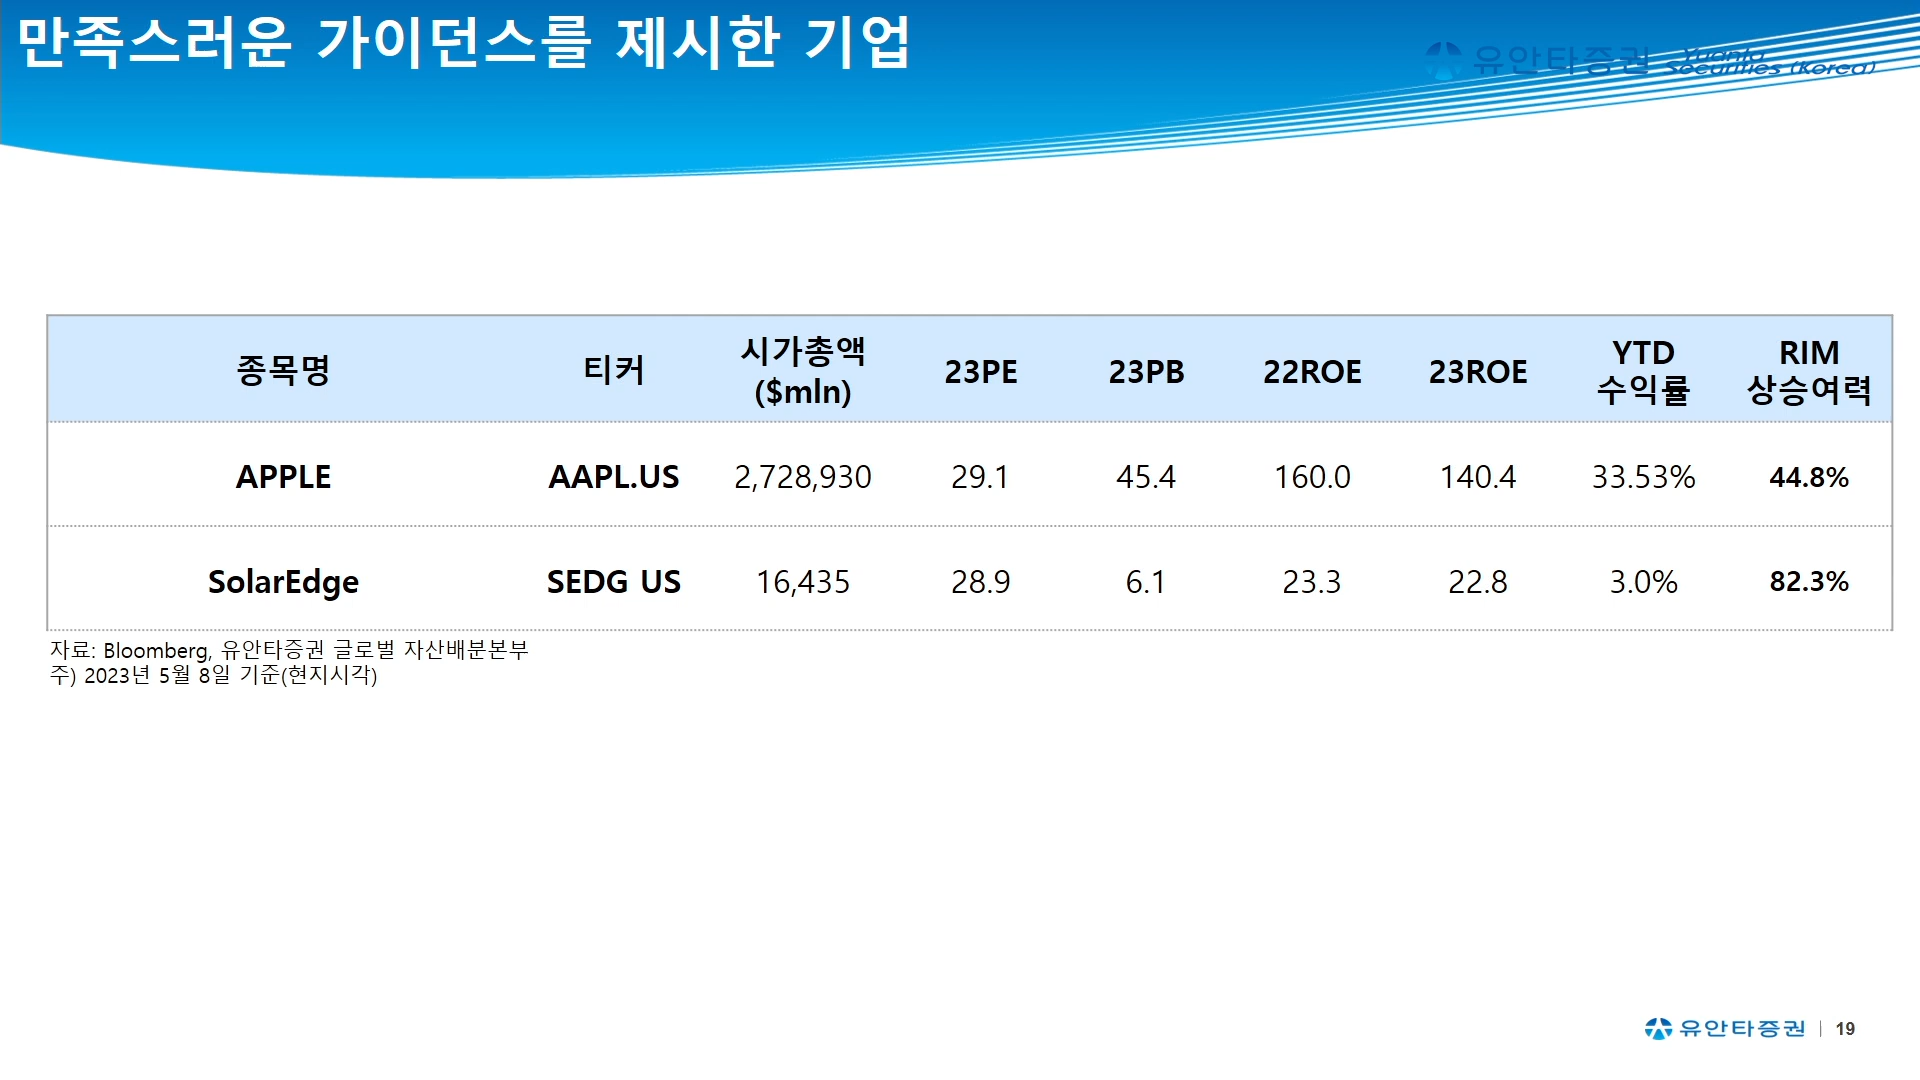 만족스러운 가이던스를 제시한 기업
유안타증권 Yuanta Securities (Korea)
종목명 티커 시가총액 ($mln) 23PE 23PB 22ROE 23ROE YTD 수익률 RIM 상승여력
APPLE AAPL.US 2,728,930 29.1 45.4 160.0 140.4 33.53% 44.8%
SolarEdge SEDG US 16,435 28.9 6.1 23.3 22.8 3.0% 82.3%
자료: Bloomberg, 유안타증권 글로벌 자산배분본부
주) 2023년 5월 8일 기준(현지시각)
유안타증권 | 19